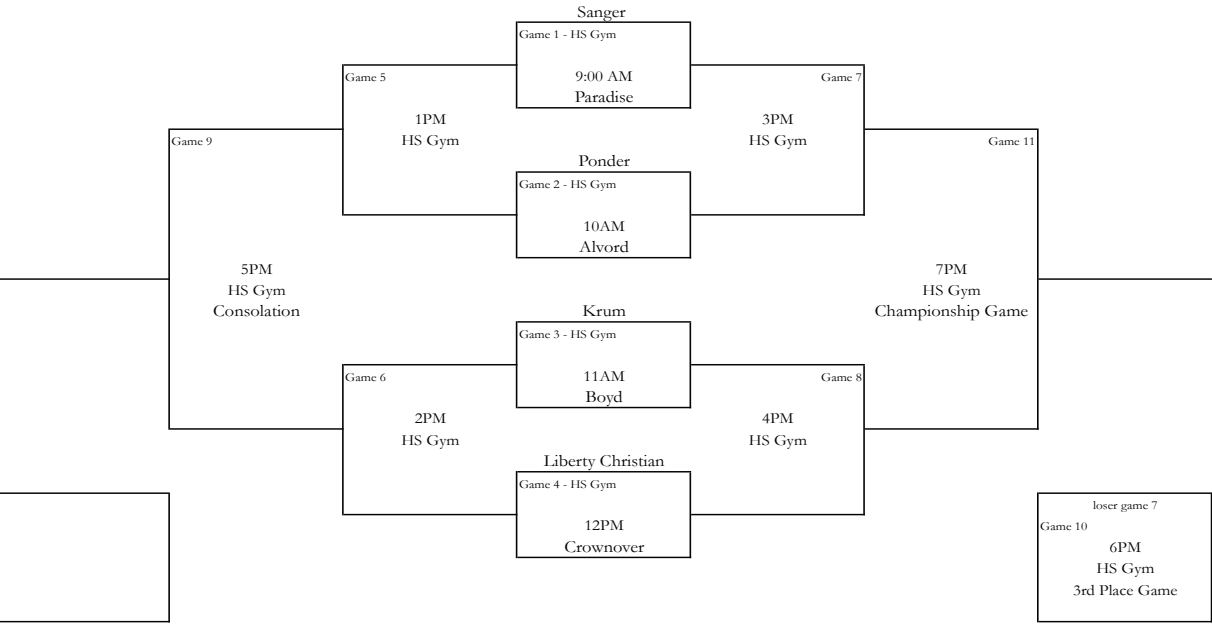 Sanger
Game 1 - HS Gym
Game 5
9:00 AM
Game 7
Paradise
1PM
HS Gym
3PM
HS Gym
Game 9
Game 11
Ponder
Game 2 - HS Gym
10AM
Alvord
5PM
HS Gym
Consolation
7PM
HS Gym
Championship Game
Krum
Game 3 - HS Gym
Game 6
11AM
Game 8
Boyd
2PM
HS Gym
4PM
HS Gym
Liberty Christian
Game 4 - HS Gym
12PM
Crownover
loser game 7
Game 10
6PM
HS Gym
3rd Place Game